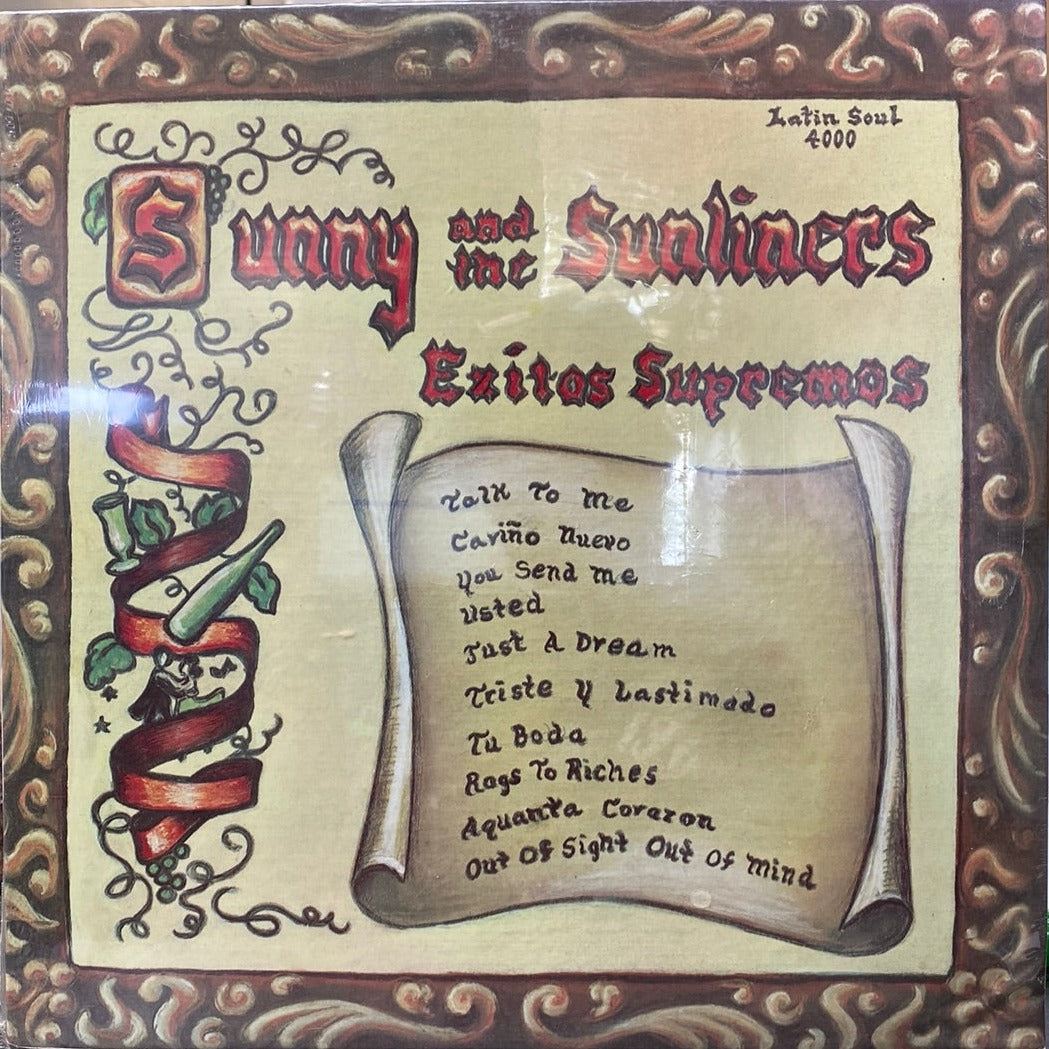 Latin Soul
4000
Sunny and the Sunliners
Exitos Supremos
Talk To Me
Cariño Nuevo
You Send Me
Usted
Just A Dream
Triste y Lastimado
Tu Boda
Rags To Riches
Aquanta Corazon
Out Of Sight Out Of Mind